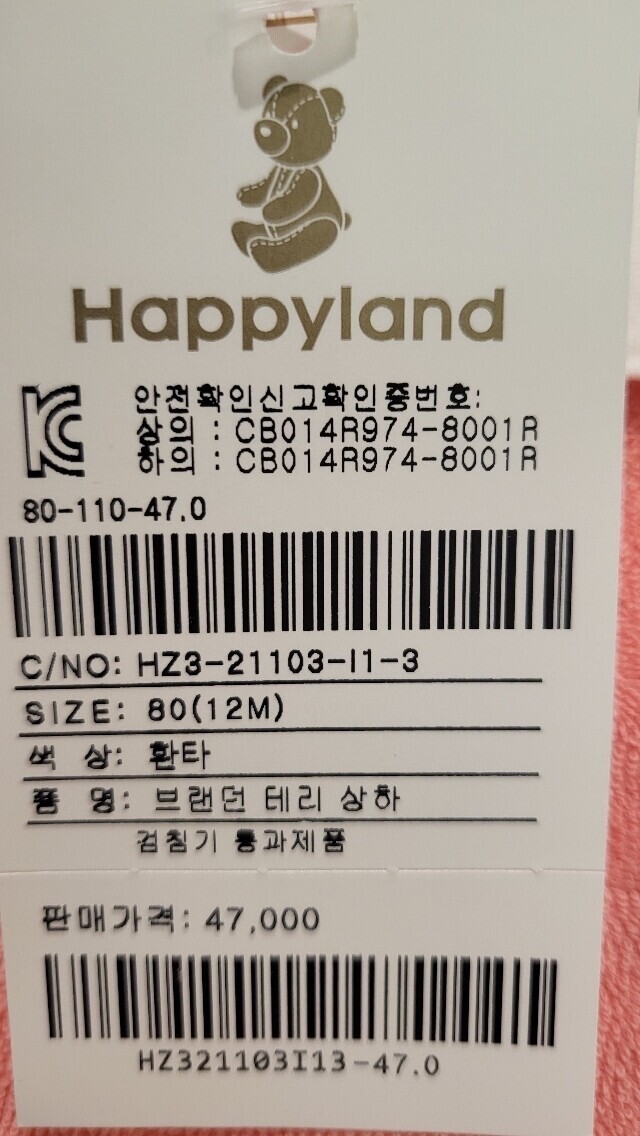 Happyland
안전확인신고확인증번호:
상의 : CB014R974-8001R
하의 : CB014R974-8001R
80-110-47.0
C/NO: HZ3-21103-I1-3
SIZE: 80(12M)
색 상: 환타
품 명: 브랜던 테리 상하
검침기 통과제품
판매가격: 47,000
HZ321103I13-47.0